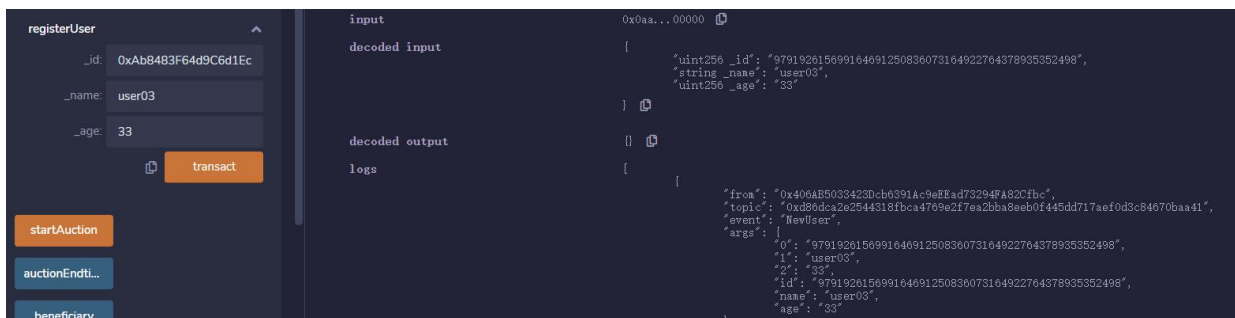 registerUser
_id: 0xAb8483F64d9C6d1Ec
_name: user03
_age: 33
transact
startAuction
auctionEndti...
beneficiary
input 0x0aa...00000
decoded input {
"uint256 _id": "979192615699164691250836073164922764378935352498",
"string _name": "user03",
"uint256 _age": "33"
}
decoded output {}
logs [
{
"from": "0x406AB5033423Dcb6391Ac9eEEad73294FA82Cfbc",
"topic": "0xd86dca2e2544318fbca4769e2f7ea2bba8eeb0f445dd717aef0d3c84670baa41",
"event": "NewUser",
"args": {
"0": "979192615699164691250836073164922764378935352498",
"1": "user03",
"2": "33",
"id": "979192615699164691250836073164922764378935352498",
"name": "user03",
"age": "33"